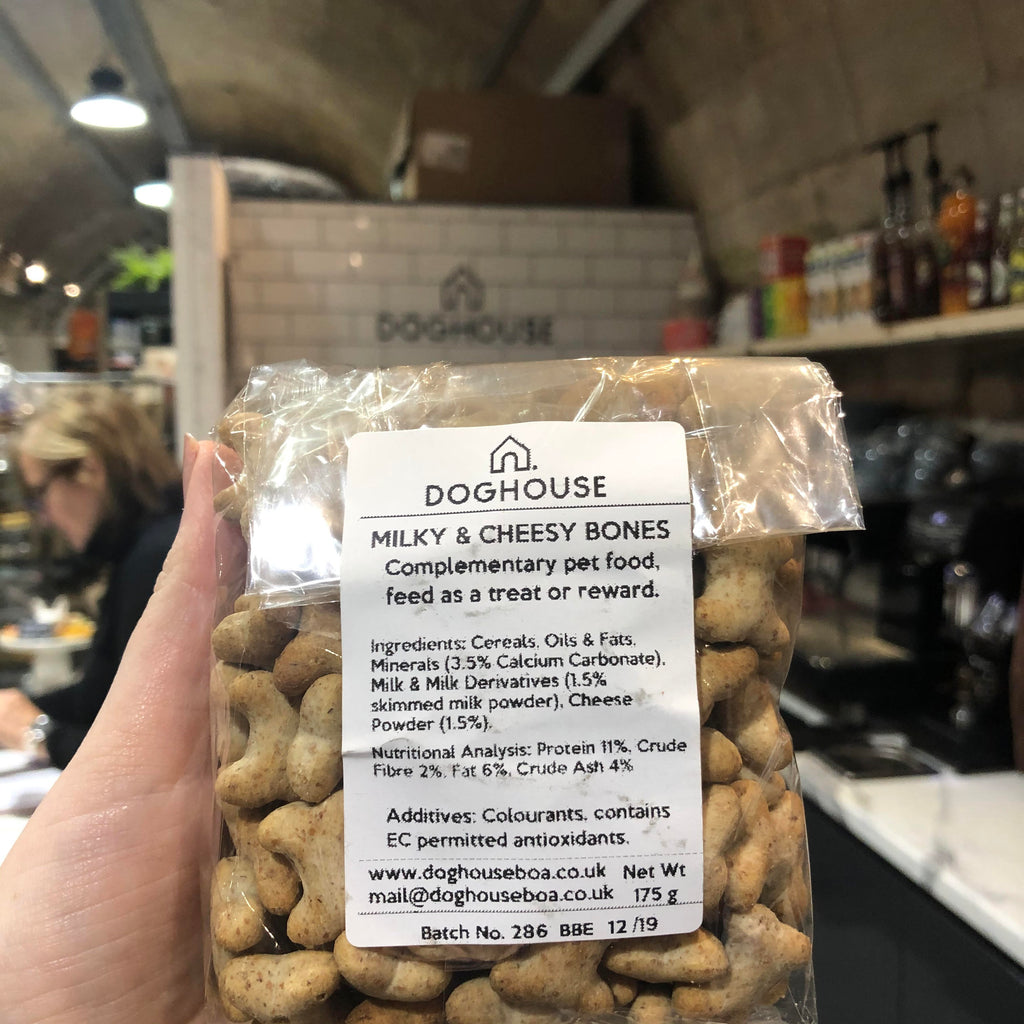 DOGHOUSE
DOGHOUSE
MILKY & CHEESY BONES
Complementary pet food,
feed as a treat or reward.
Ingredients: Cereals, Oils & Fats,
Minerals (3.5% Calcium Carbonate),
Milk & Milk Derivatives (1.5%
skimmed milk powder), Cheese
Powder (1.5%).
Nutritional Analysis: Protein 11%, Crude
Fibre 2%, Fat 6%, Crude Ash 4%
Additives: Colourants, contains
EC permitted antioxidants.
www.doghouseboa.co.uk Net Wt
mail@doghouseboa.co.uk 175 g
Batch No. 286 BBE 12/19